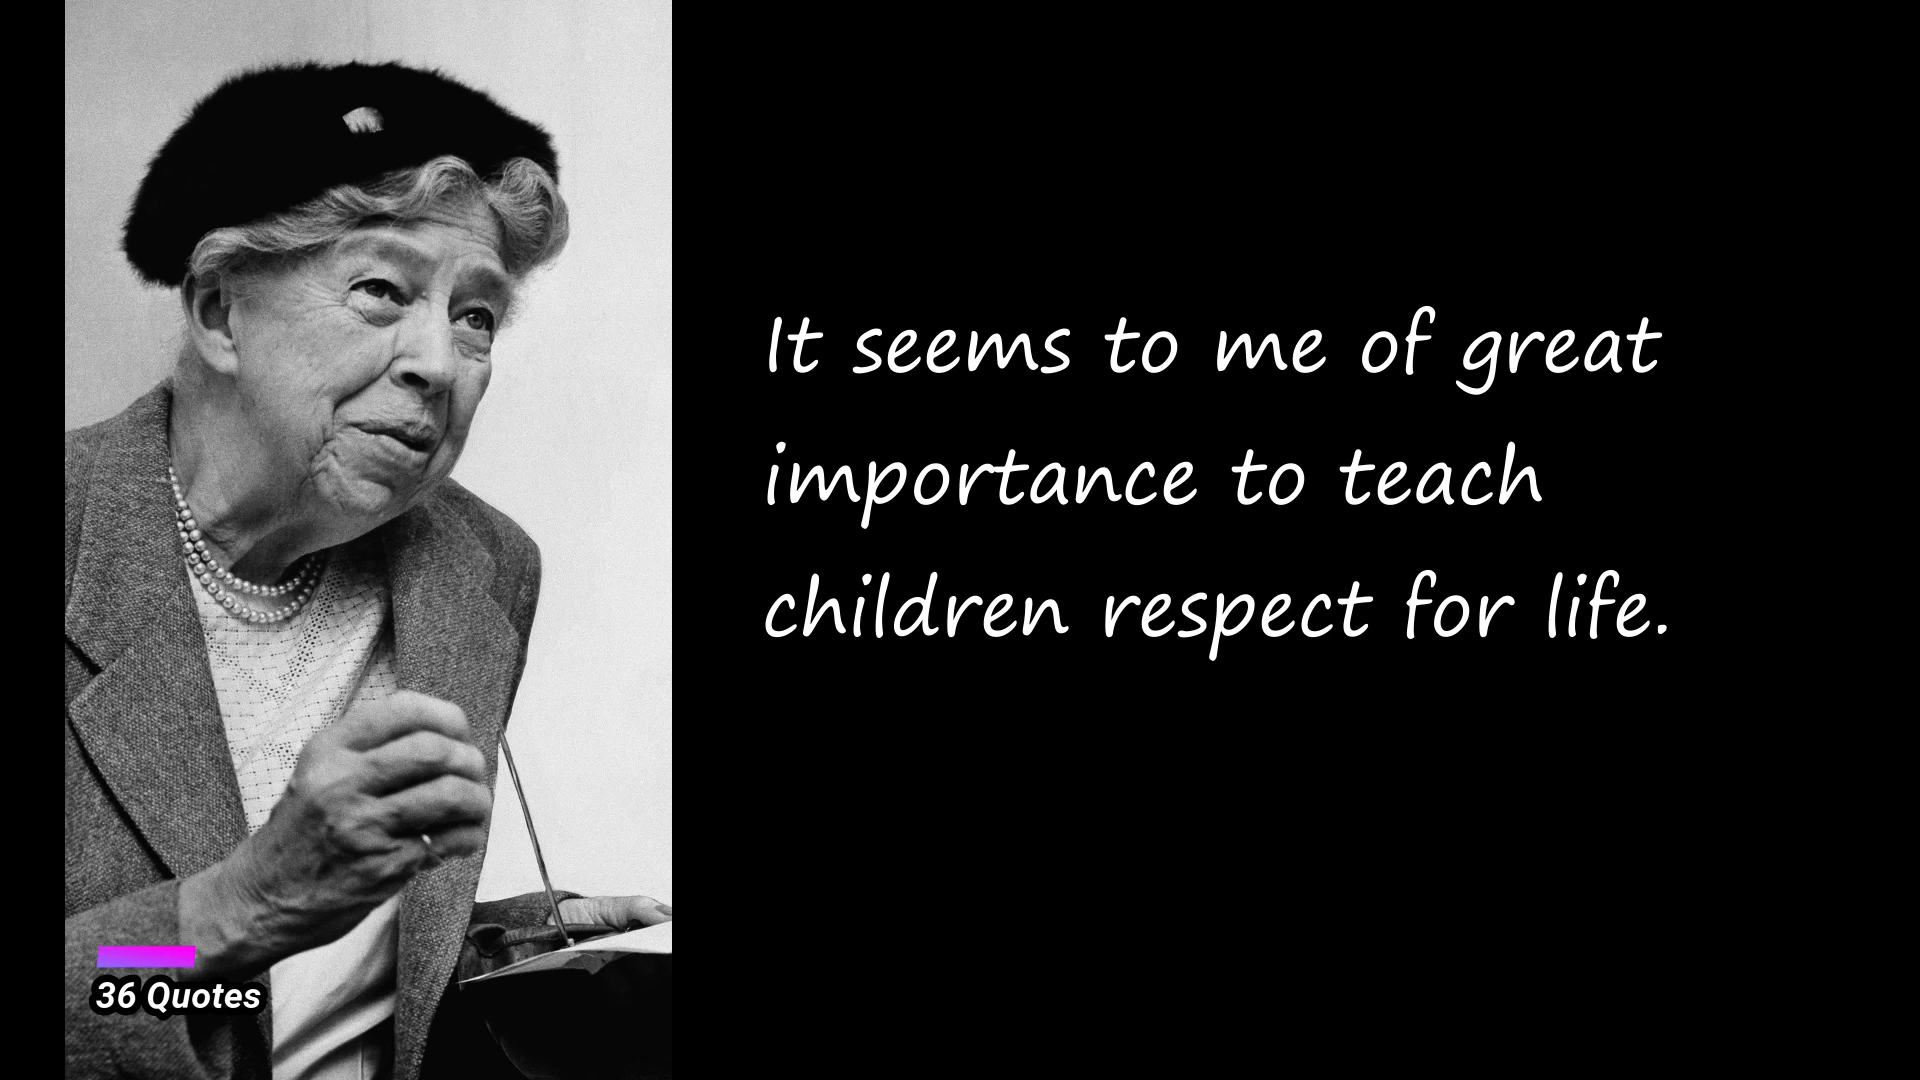 It seems to me of great
importance to teach
children respect for life.
36 Quotes